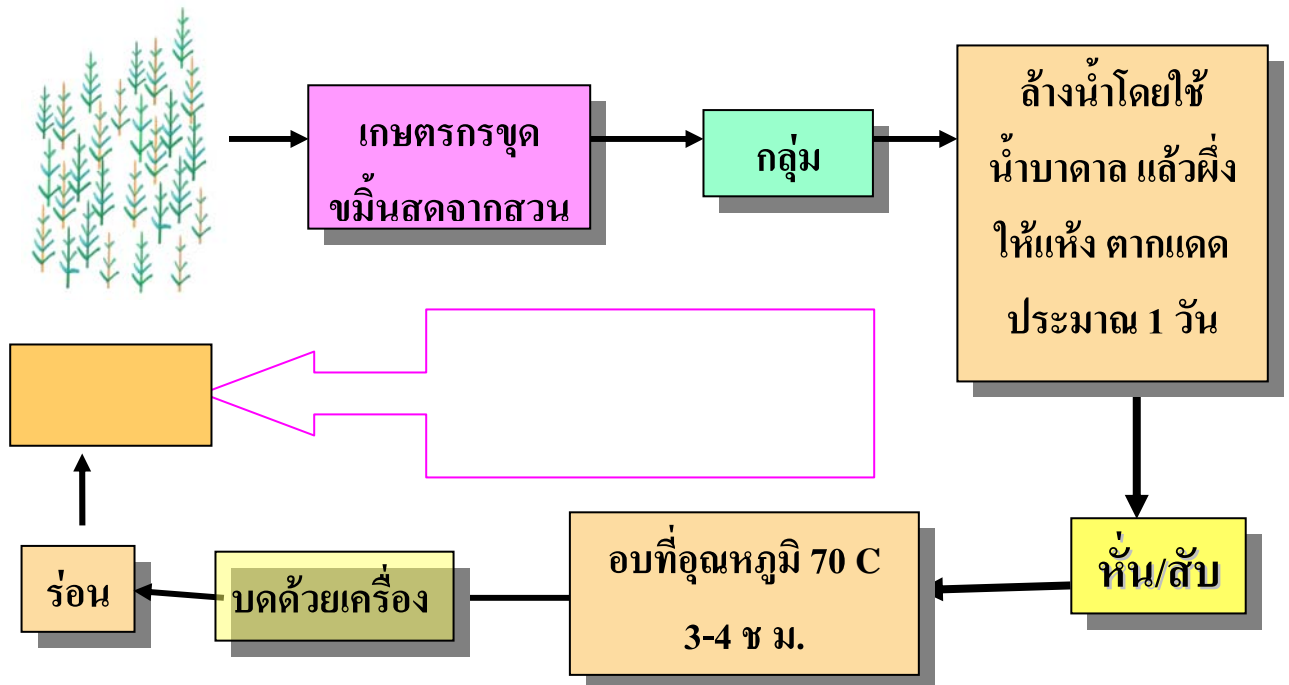 เกษตรกรขุด
ขมิ้นสดจากสวน
กลุ่ม
ล้างน้ำโดยใช้
น้ำบาดาล แล้วผึ่ง
ให้แห้ง ตากแดด
ประมาณ 1 วัน
หั่น/สับ
อบที่อุณหภูมิ 70 C
3-4 ช ม.
บดด้วยเครื่อง
ร่อน